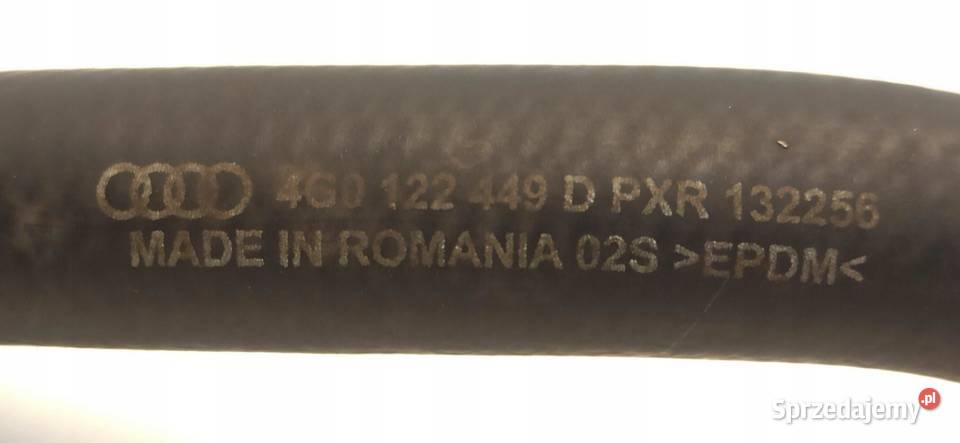 4G0 122 449 D PXR 132256
MADE IN ROMANIA 02S >EPDM<
Sprzedajemy.pl